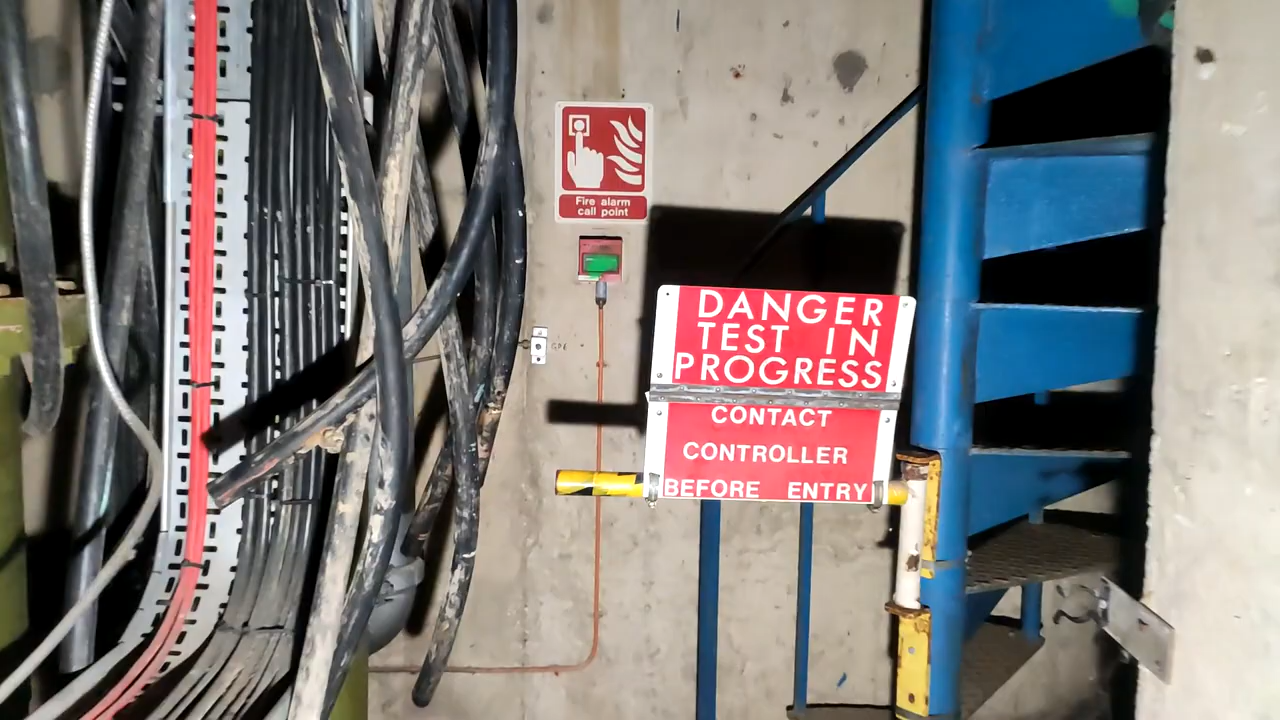 Fire alarm
call point
DANGER
TEST IN
PROGRESS
CONTACT
CONTROLLER
BEFORE ENTRY